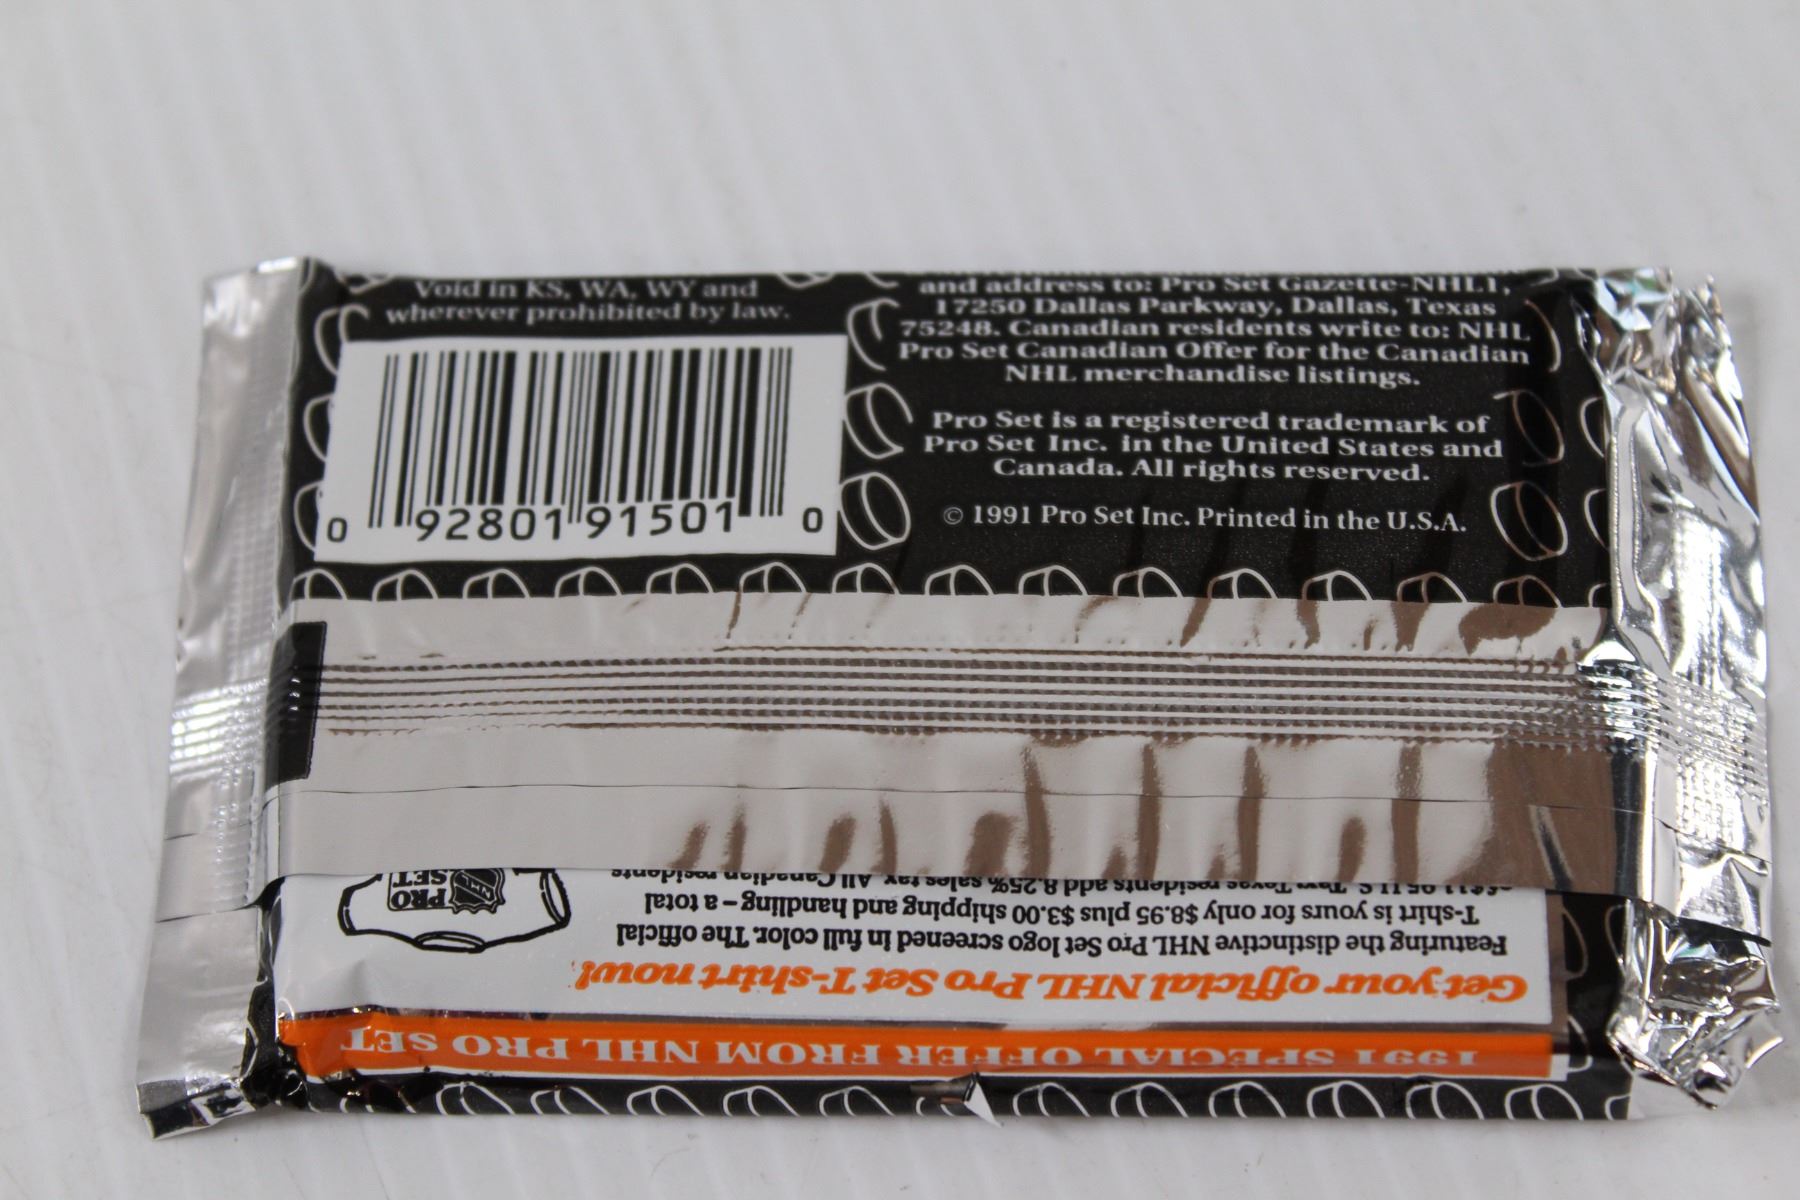 Void in KS, WA, WY and
wherever prohibited by law.
0 92801 91501 0
and address to: Pro Set Gazette-NHL1,
17250 Dallas Parkway, Dallas, Texas
75248. Canadian residents write to: NHL
Pro Set Canadian Offer for the Canadian
NHL merchandise listings.
Pro Set is a registered trademark of
Pro Set Inc. in the United States and
Canada. All rights reserved.
© 1991 Pro Set Inc. Printed in the U.S.A.
1991 SPECIAL OFFER FROM NHL PRO SET
Get your official NHL Pro Set T-shirt now!
Featuring the distinctive NHL Pro Set logo screened in full color. The official
T-shirt is yours for only $8.95 plus $3.00 shipping and handling – a total
of $11.95 U.S. Tax: Texas residents add 8.25% sales tax. All Canadian residents
NHL
PRO
SET